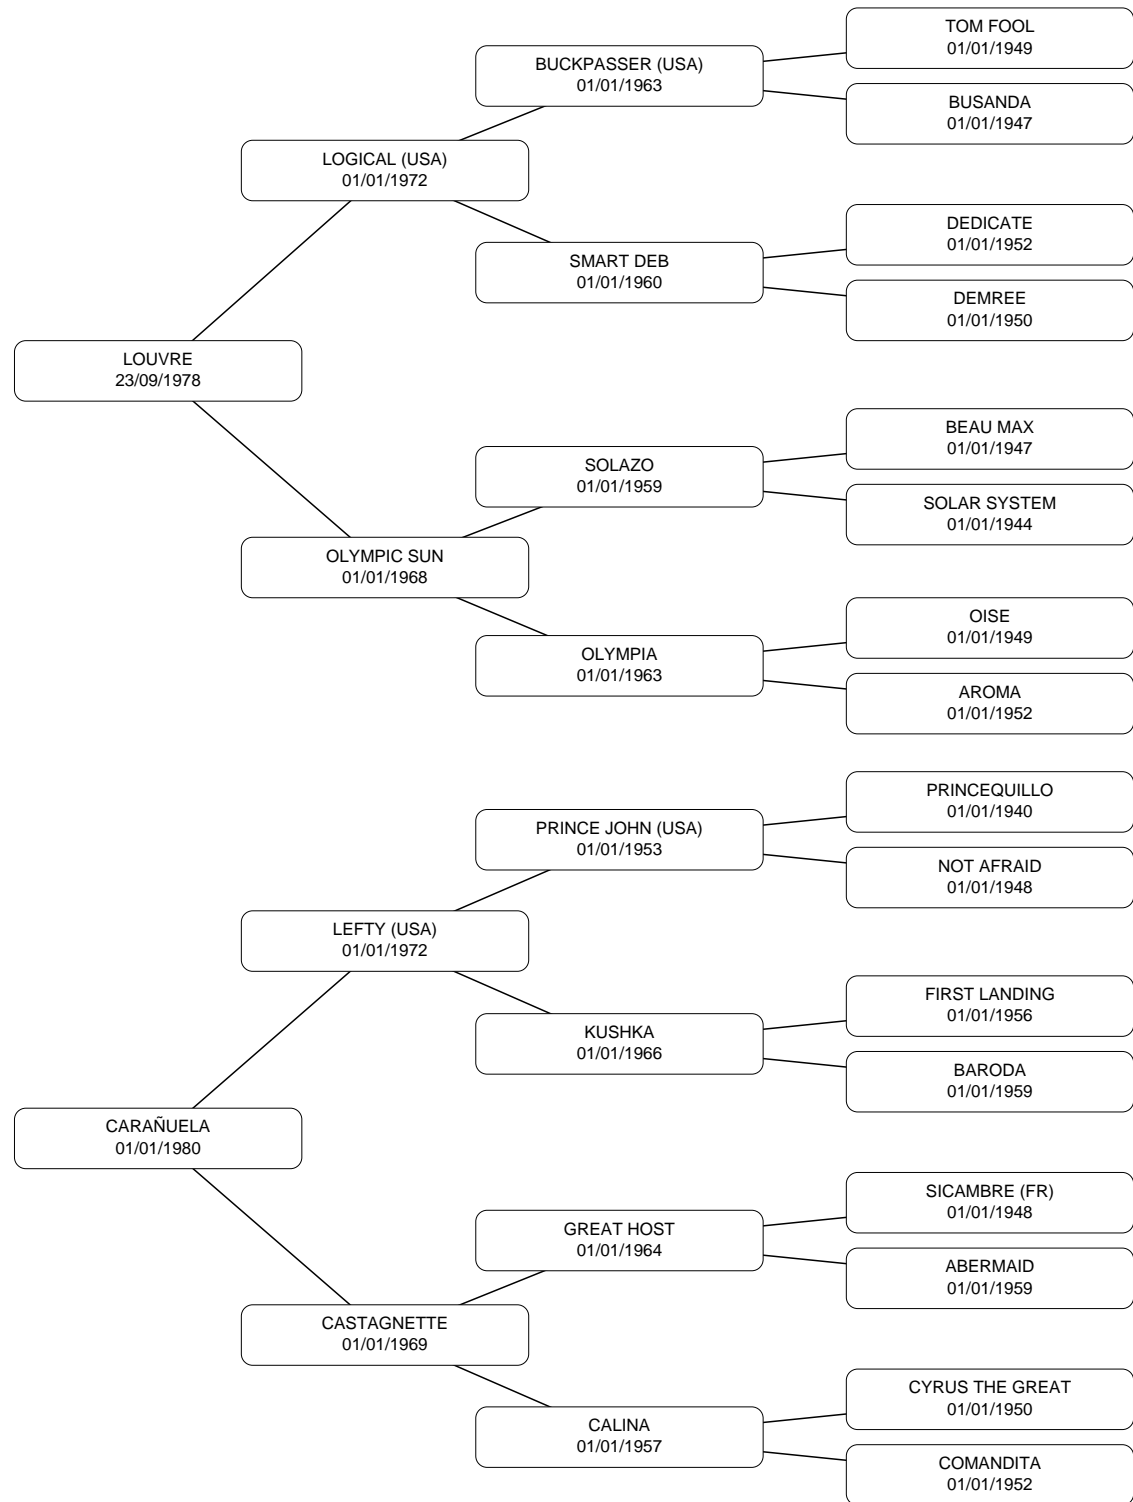 TOM FOOL
01/01/1949
BUCKPASSER (USA)
01/01/1963
BUSANDA
01/01/1947
LOGICAL (USA)
01/01/1972
DEDICATE
01/01/1952
SMART DEB
01/01/1960
DEMREE
01/01/1950
LOUVRE
23/09/1978
BEAU MAX
01/01/1947
SOLAZO
01/01/1959
SOLAR SYSTEM
01/01/1944
OLYMPIC SUN
01/01/1968
OISE
01/01/1949
OLYMPIA
01/01/1963
AROMA
01/01/1952
PRINCEQUILLO
01/01/1940
PRINCE JOHN (USA)
01/01/1953
NOT AFRAID
01/01/1948
LEFTY (USA)
01/01/1972
FIRST LANDING
01/01/1956
KUSHKA
01/01/1966
BARODA
01/01/1959
CARAÑUELA
01/01/1980
SICAMBRE (FR)
01/01/1948
GREAT HOST
01/01/1964
ABERMAID
01/01/1959
CASTAGNETTE
01/01/1969
CYRUS THE GREAT
01/01/1950
CALINA
01/01/1957
COMANDITA
01/01/1952